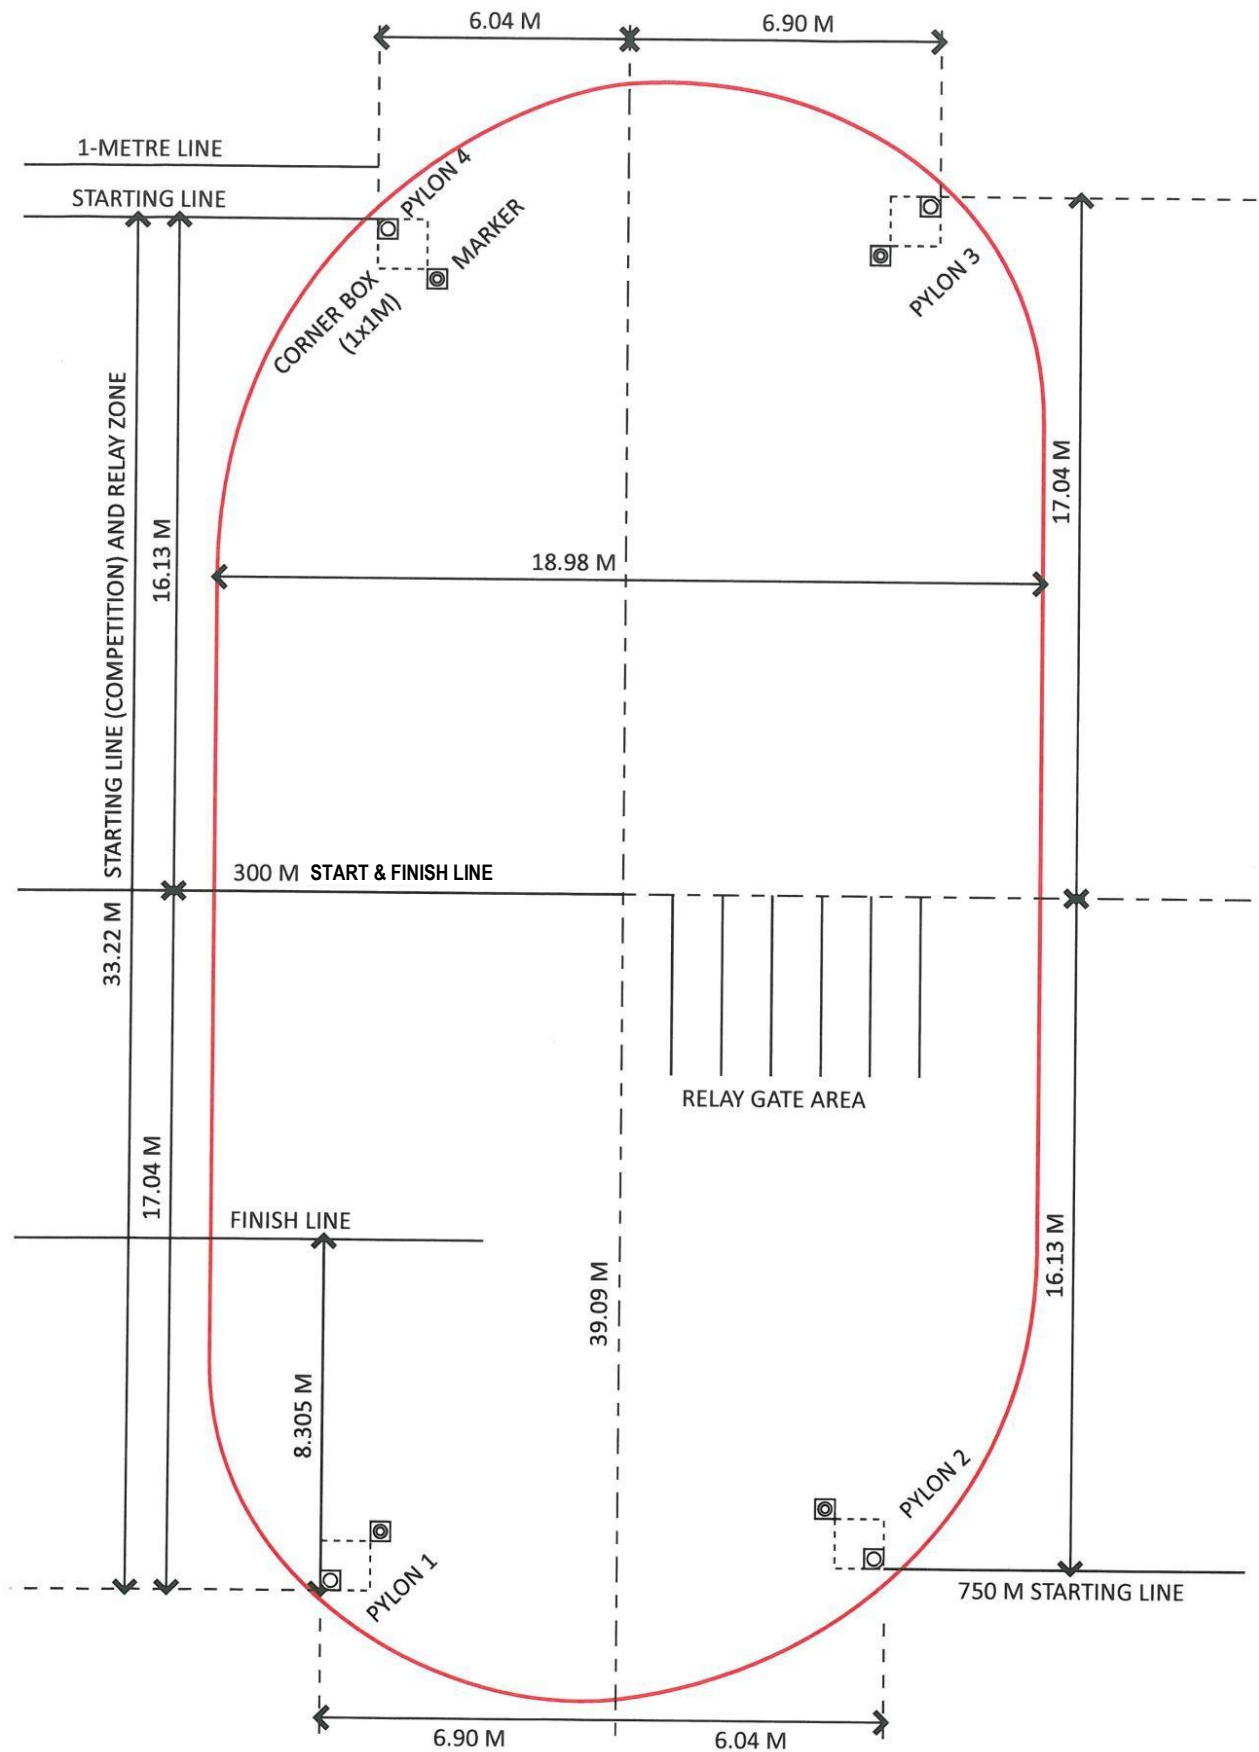 6.04 M
6.90 M
1-METRE LINE
STARTING LINE
PYLON 4
MARKER
CORNER BOX
(1x1M)
PYLON 3
33.22 M STARTING LINE (COMPETITION) AND RELAY ZONE
16.13 M
17.04 M
18.98 M
300 M START & FINISH LINE
RELAY GATE AREA
17.04 M
FINISH LINE
39.09 M
16.13 M
8.305 M
PYLON 1
PYLON 2
750 M STARTING LINE
6.90 M
6.04 M